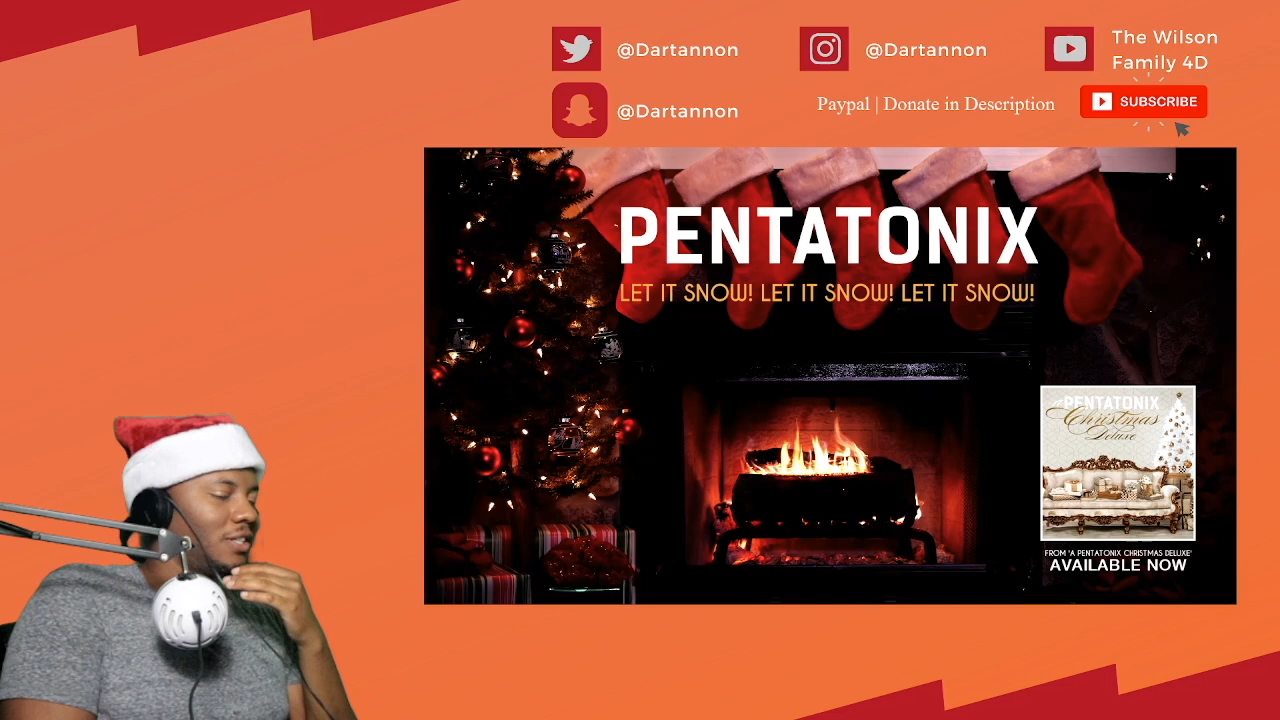 @Dartannon
@Dartannon
The Wilson
Family 4D
@Dartannon
Paypal | Donate in Description
SUBSCRIBE
PENTATONIX
LET IT SNOW! LET IT SNOW! LET IT SNOW!
PENTATONIX
Christmas
Deluxe
FROM 'A PENTATONIX CHRISTMAS DELUXE'
AVAILABLE NOW